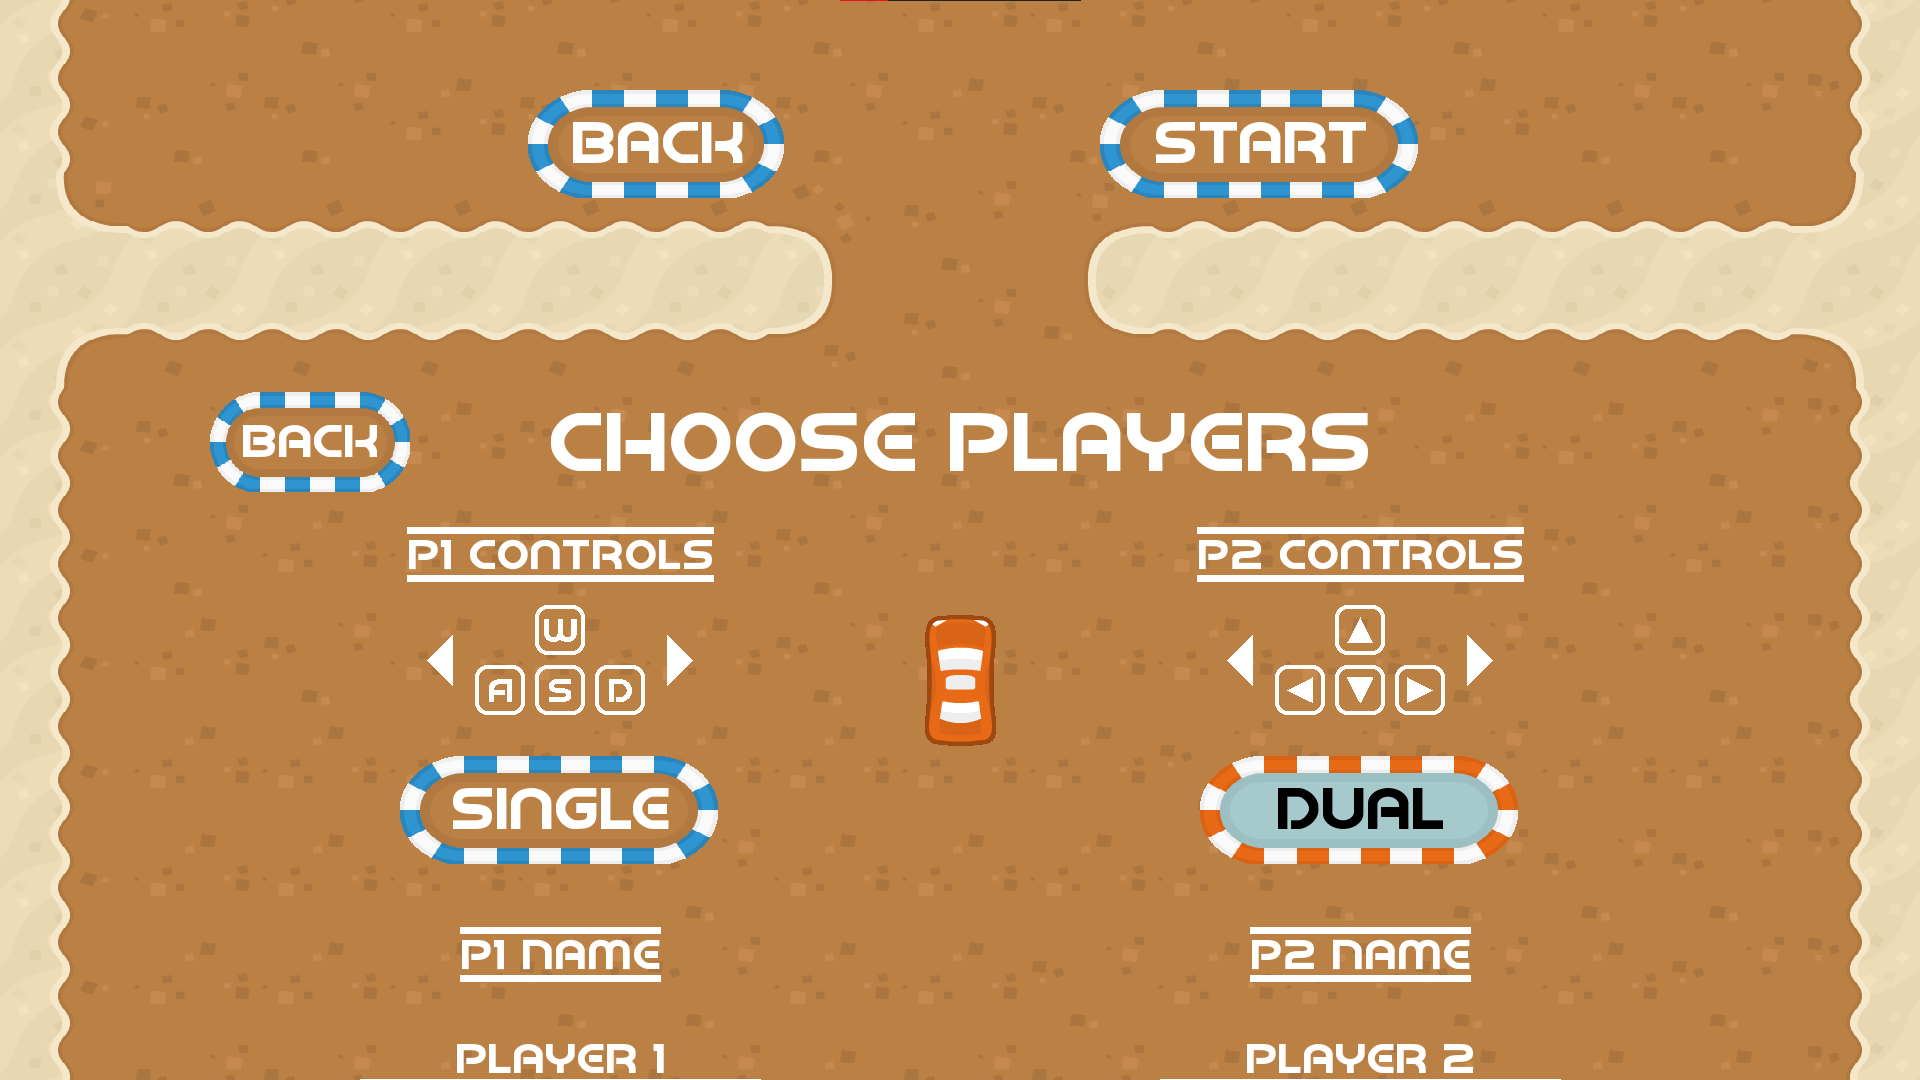 BACK START
BACK CHOOSE PLAYERS
P1 CONTROLS P2 CONTROLS
W
A S D
SINGLE DUAL
P1 NAME P2 NAME
PLAYER 1 PLAYER 2